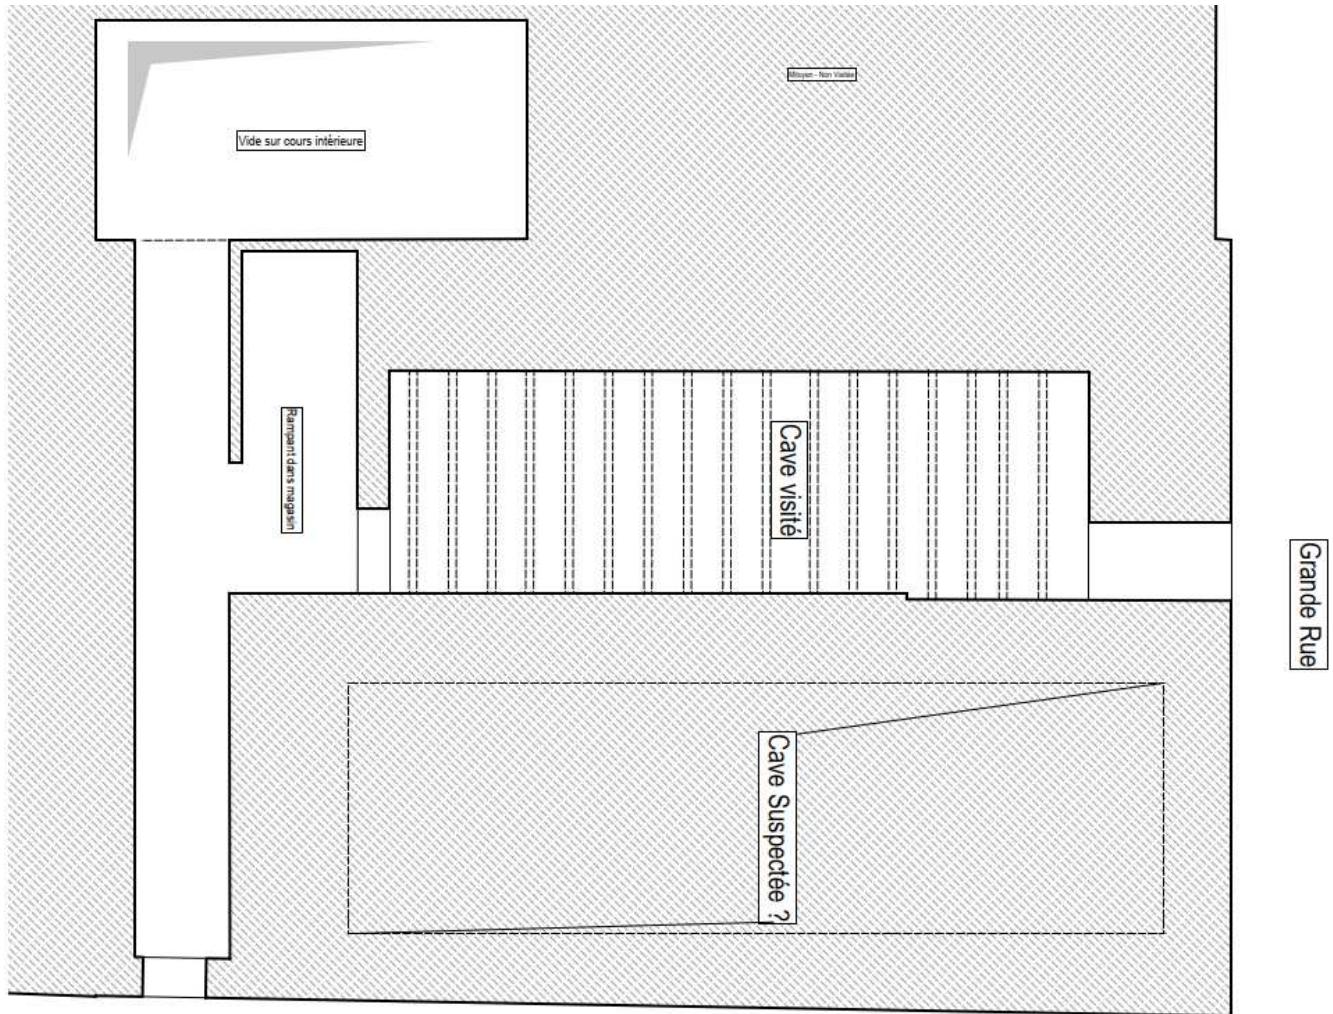 Mitoyen - Non Visitée
Vide sur cours intérieure
Rampant dans magasin
Cave visité
Grande Rue
Cave Suspectée ?